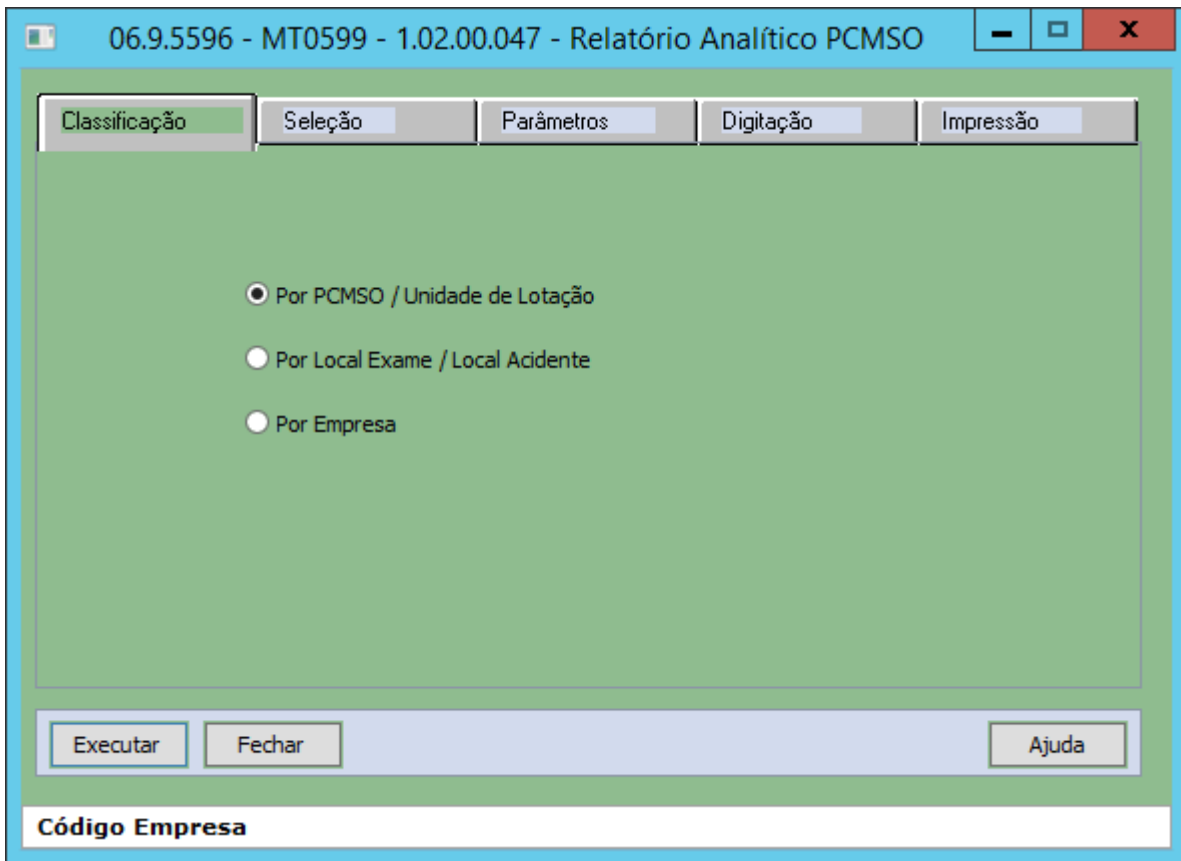 06.9.5596 - MT0599 - 1.02.00.047 - Relatório Analítico PCMSO
Classificação Seleção Parâmetros Digitação Impressão
Por PCMSO / Unidade de Lotação
Por Local Exame / Local Acidente
Por Empresa
Executar Fechar Ajuda
Código Empresa